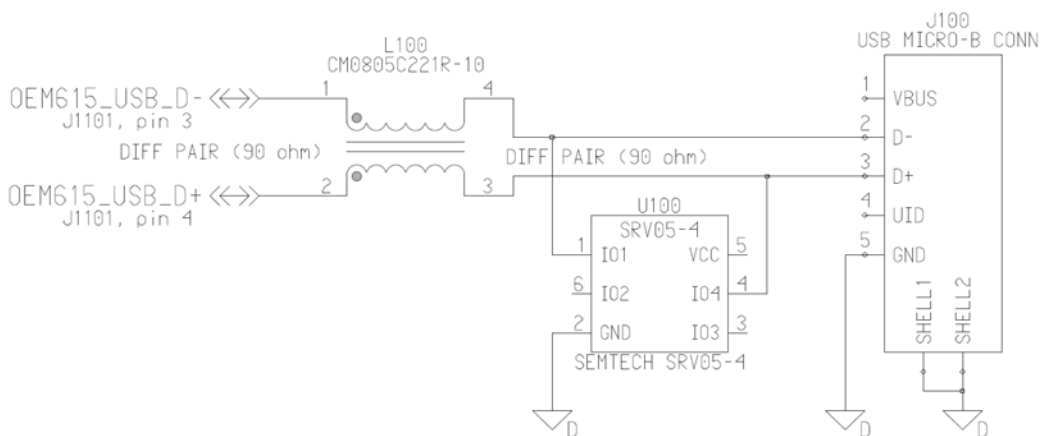 L100
CM0805C221R-10
J100
USB MICRO-B CONN
OEM615_USB_D-
J1101, pin 3
1
4
DIFF PAIR (90 ohm)
DIFF PAIR (90 ohm)
OEM615_USB_D+
J1101, pin 4
2
3
1 VBUS
2 D-
3 D+
4 UID
5 GND
SHELL1
SHELL2
U100
SRV05-4
1 IO1
VCC 5
6 IO2
IO4 4
2 GND
IO3 3
SEMTECH SRV05-4
D
D
D